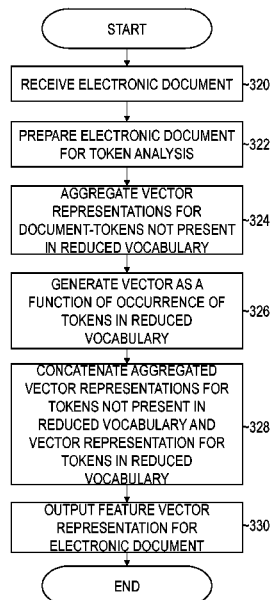 START
RECEIVE ELECTRONIC DOCUMENT
320
PREPARE ELECTRONIC DOCUMENT
FOR TOKEN ANALYSIS
322
AGGREGATE VECTOR
REPRESENTATIONS FOR
DOCUMENT-TOKENS NOT PRESENT
IN REDUCED VOCABULARY
324
GENERATE VECTOR AS A
FUNCTION OF OCCURRENCE OF
TOKENS IN REDUCED
VOCABULARY
326
CONCATENATE AGGREGATED
VECTOR REPRESENTATIONS FOR
TOKENS NOT PRESENT IN
REDUCED VOCABULARY AND
VECTOR REPRESENTATION FOR
TOKENS IN REDUCED
VOCABULARY
328
OUTPUT FEATURE VECTOR
REPRESENTATION FOR
ELECTRONIC DOCUMENT
330
END